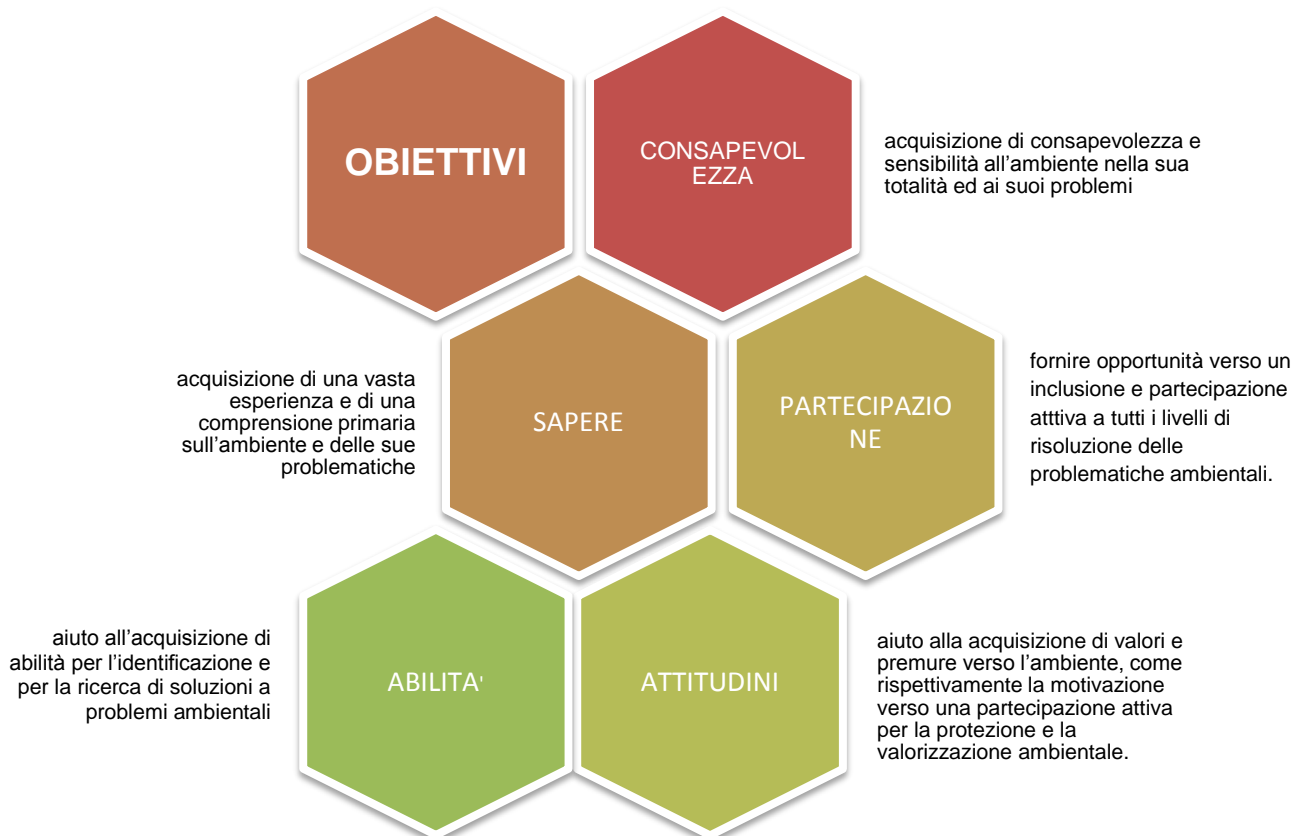 OBIETTIVI
CONSAPEVOL
EZZA
acquisizione di consapevolezza e
sensibilità all’ambiente nella sua
totalità ed ai suoi problemi
acquisizione di una vasta
esperienza e di una
comprensione primaria
sull’ambiente e delle sue
problematiche
SAPERE
PARTECIPAZIO
NE
fornire opportunità verso un
inclusione e partecipazione
atttiva a tutti i livelli di
risoluzione delle
problematiche ambientali.
aiuto all’acquisizione di
abilità per l’identificazione e
per la ricerca di soluzioni a
problemi ambientali
ABILITA'
ATTITUDINI
aiuto alla acquisizione di valori e
premure verso l’ambiente, come
rispettivamente la motivazione
verso una partecipazione attiva
per la protezione e la
valorizzazione ambientale.